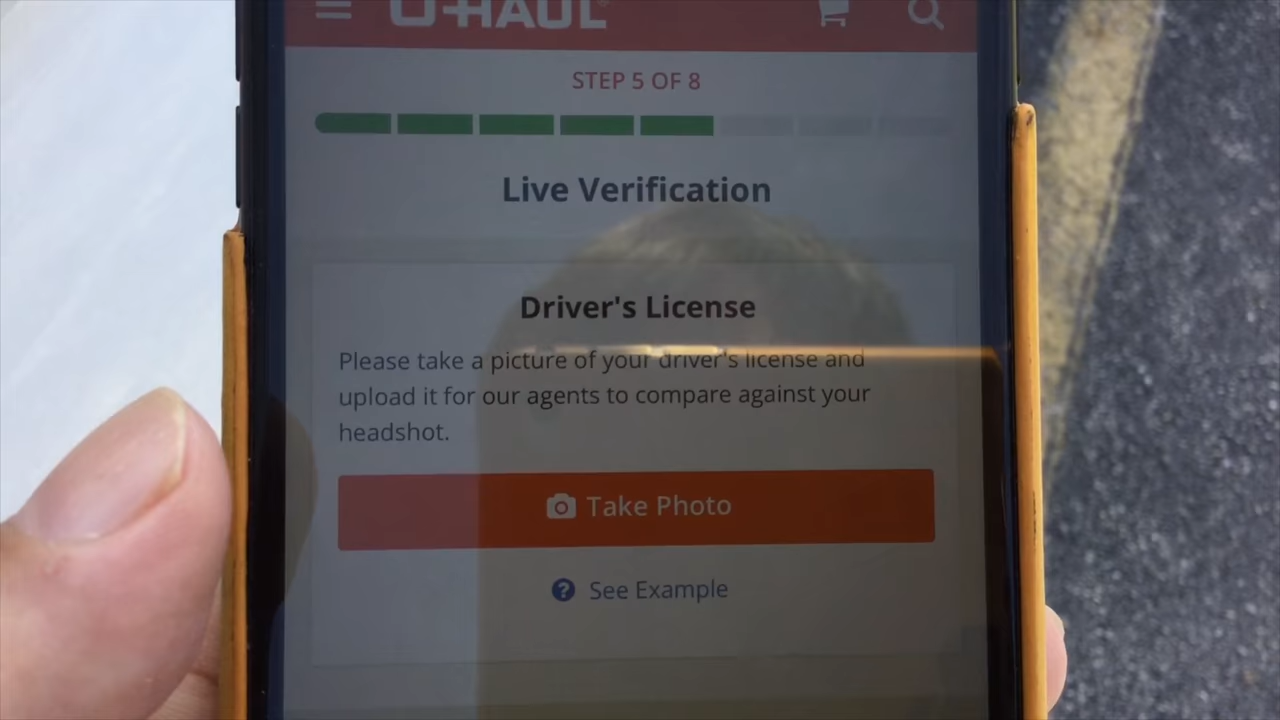 U-HAUL
STEP 5 OF 8
Live Verification
Driver's License
Please take a picture of your driver's license and
upload it for our agents to compare against your
headshot.
Take Photo
? See Example